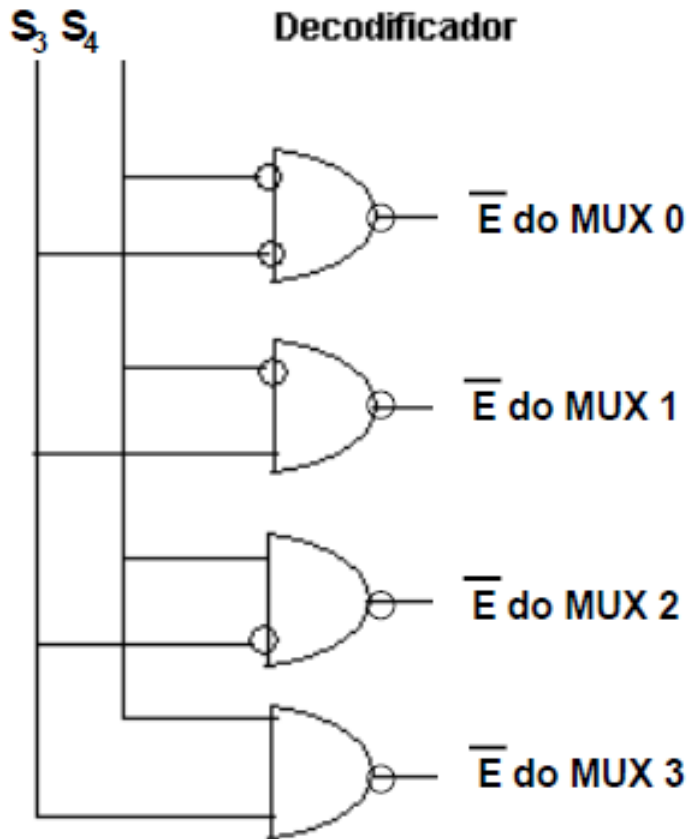 S₃ S₄ Decodificador
E̅ do MUX 0
E̅ do MUX 1
E̅ do MUX 2
E̅ do MUX 3